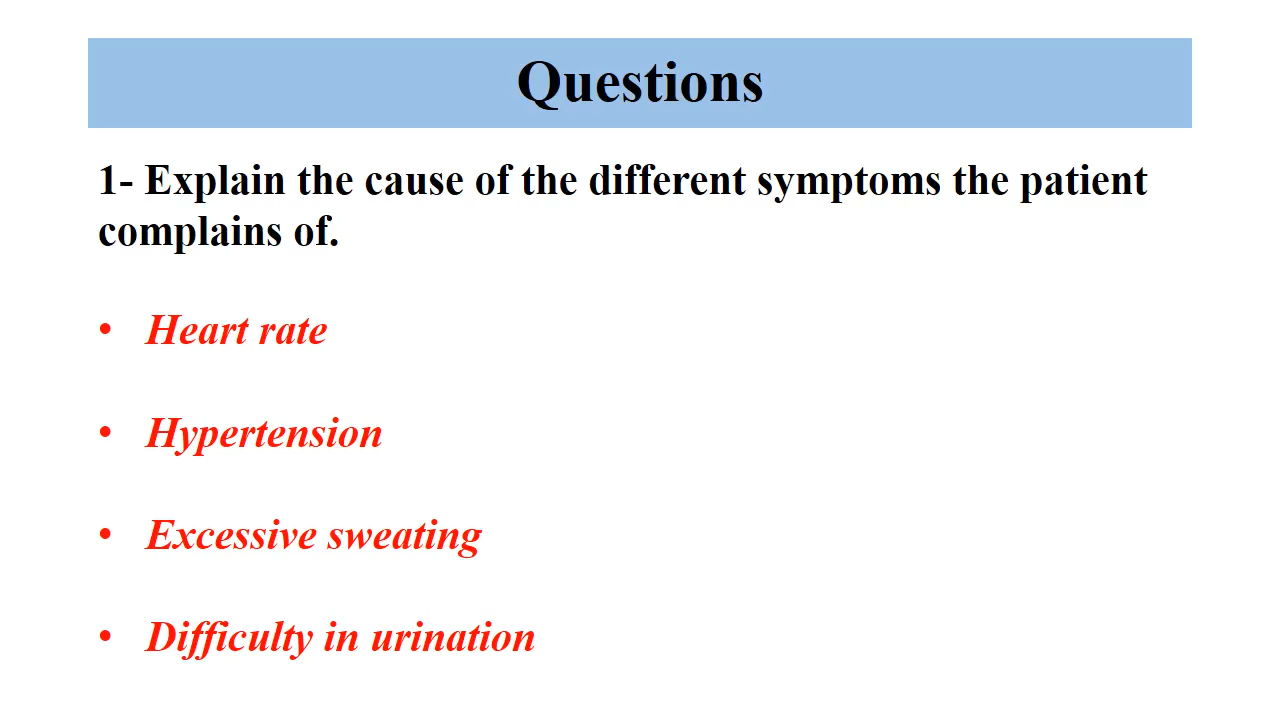 Questions
1- Explain the cause of the different symptoms the patient
complains of.
• Heart rate
• Hypertension
• Excessive sweating
• Difficulty in urination